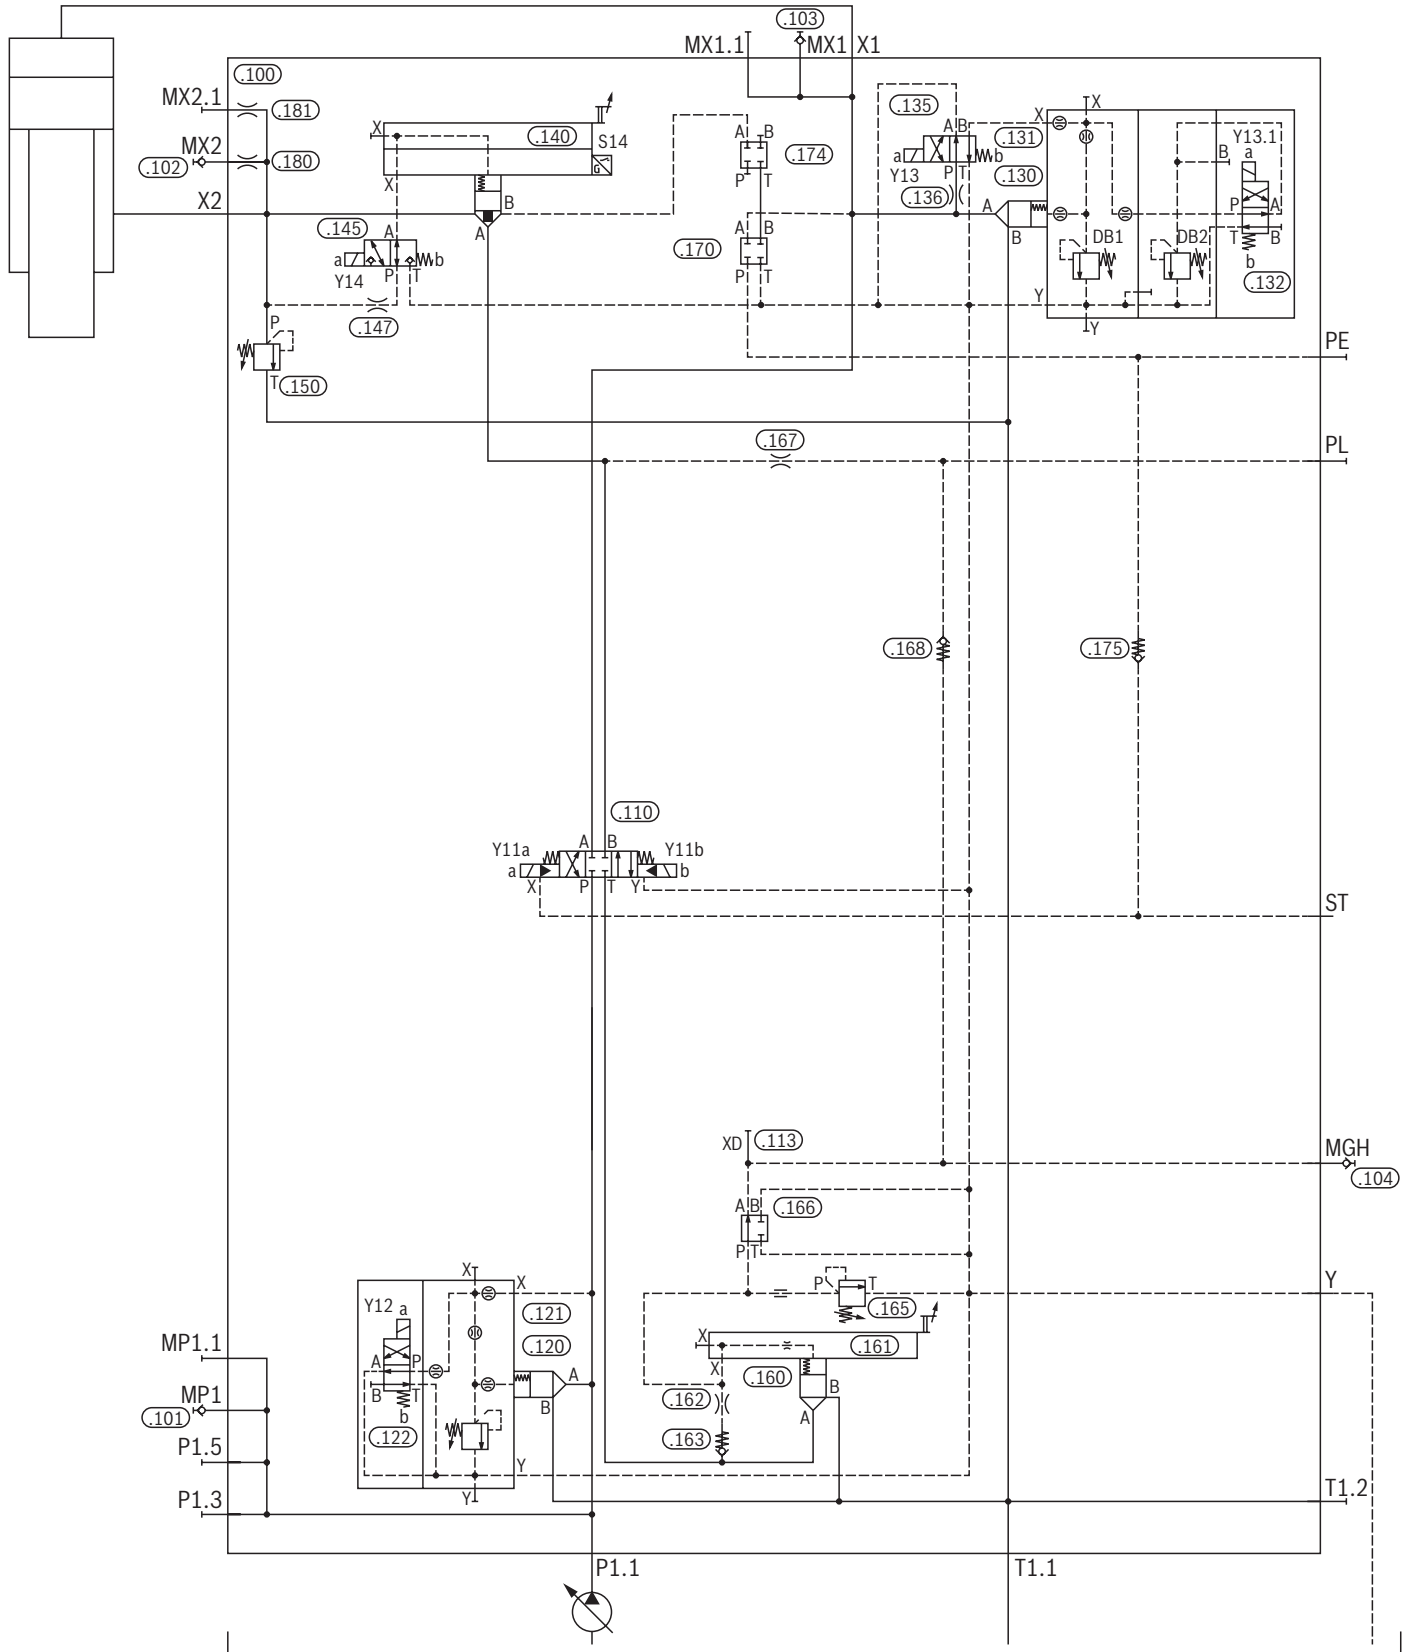 .103
MX1.1
MX1
X1
.100
MX2.1
.181
X
.140
S14
G
A
B
.174
P
T
.135
A
B
a
Y13
b
P
T
.136
.131
.130
X
X
Y13.1
a
B
P
A
T
B
b
.132
MX2
.102
.180
X2
X
B
A
.145
A
a
b
Y14
P
T
.147
A
B
.170
P
T
A
B
DB1
DB2
Y
Y
P
T
.150
PE
.167
PL
.168
.175
.110
Y11a
A
B
Y11b
a
b
X
P
T
Y
ST
XD
.113
MGH
.104
A
B
.166
P
T
X
X
Y12
a
.121
.120
P
T
.165
Y
X
.161
X
.160
B
A
.162
.163
A
P
B
T
b
.122
A
B
Y
Y
MP1.1
MP1
.101
P1.5
P1.3
T1.2
P1.1
T1.1